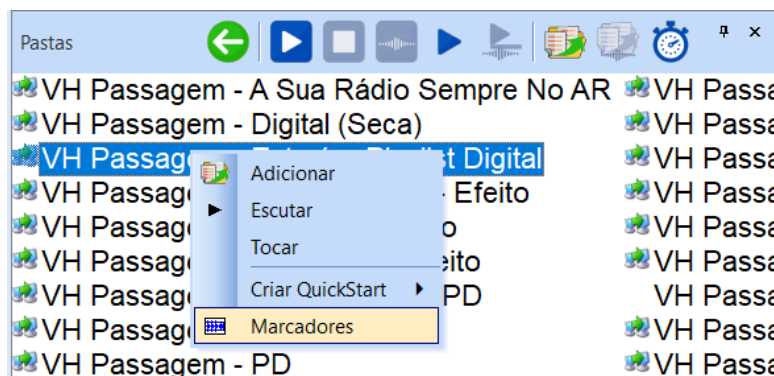 Pastas
VH Passagem - A Sua Rádio Sempre No AR
VH Passagem - Digital (Seca)
VH Passag st Digital
VH Passag - Efeito
VH Passag o
VH Passag eito
VH Passag PD
VH Passag
VH Passagem - PD
Adicionar
Escutar
Tocar
Criar QuickStart
Marcadores
VH Passa
VH Passa
VH Passa
VH Passa
VH Passa
VH Passa
VH Passa
VH Passa
VH Passa